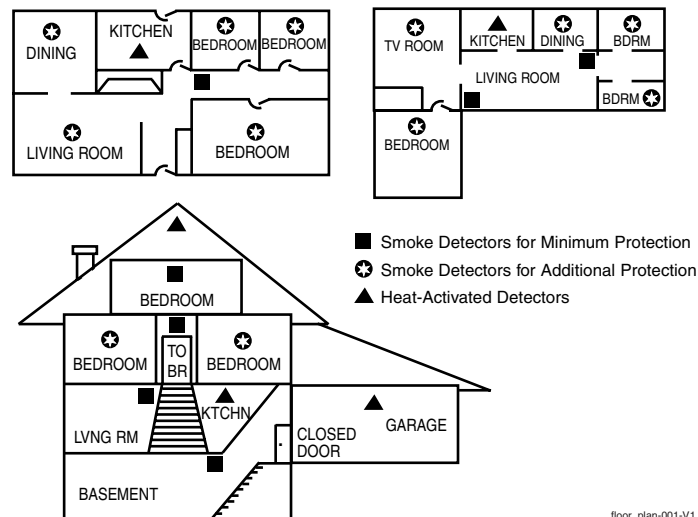 KITCHEN
DINING
BEDROOM
BEDROOM
LIVING ROOM
BEDROOM
TV ROOM
KITCHEN
DINING
BDRM
LIVING ROOM
BDRM
BEDROOM
Smoke Detectors for Minimum Protection
Smoke Detectors for Additional Protection
Heat-Activated Detectors
BEDROOM
BEDROOM
TO
BR
BEDROOM
LVNG RM
KTCHN
CLOSED
DOOR
GARAGE
BASEMENT
floor_plan-001-V1